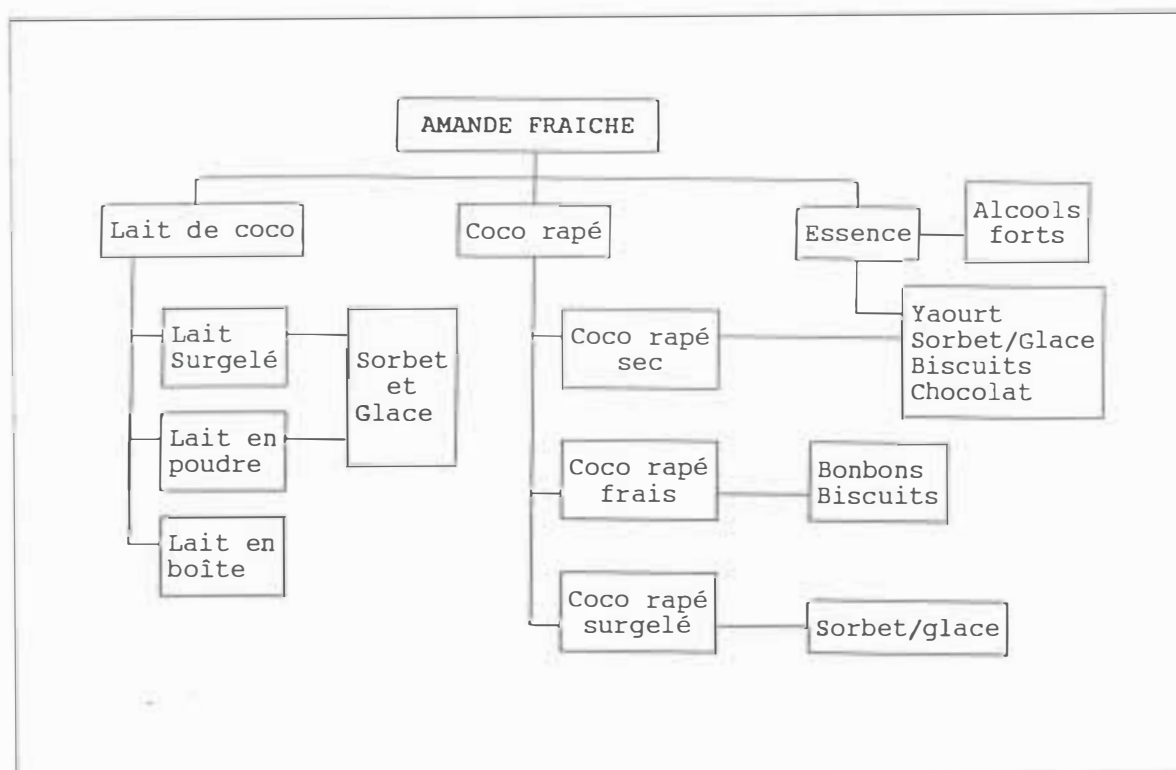 AMANDE FRAICHE
Lait de coco
Coco rapé
Essence
Alcools
forts
Lait
Surgelé
Lait en
poudre
Lait en
boîte
Sorbet
et
Glace
Coco rapé
sec
Yaourt
Sorbet/Glace
Biscuits
Chocolat
Coco rapé
frais
Bonbons
Biscuits
Coco rapé
surgelé
Sorbet/glace